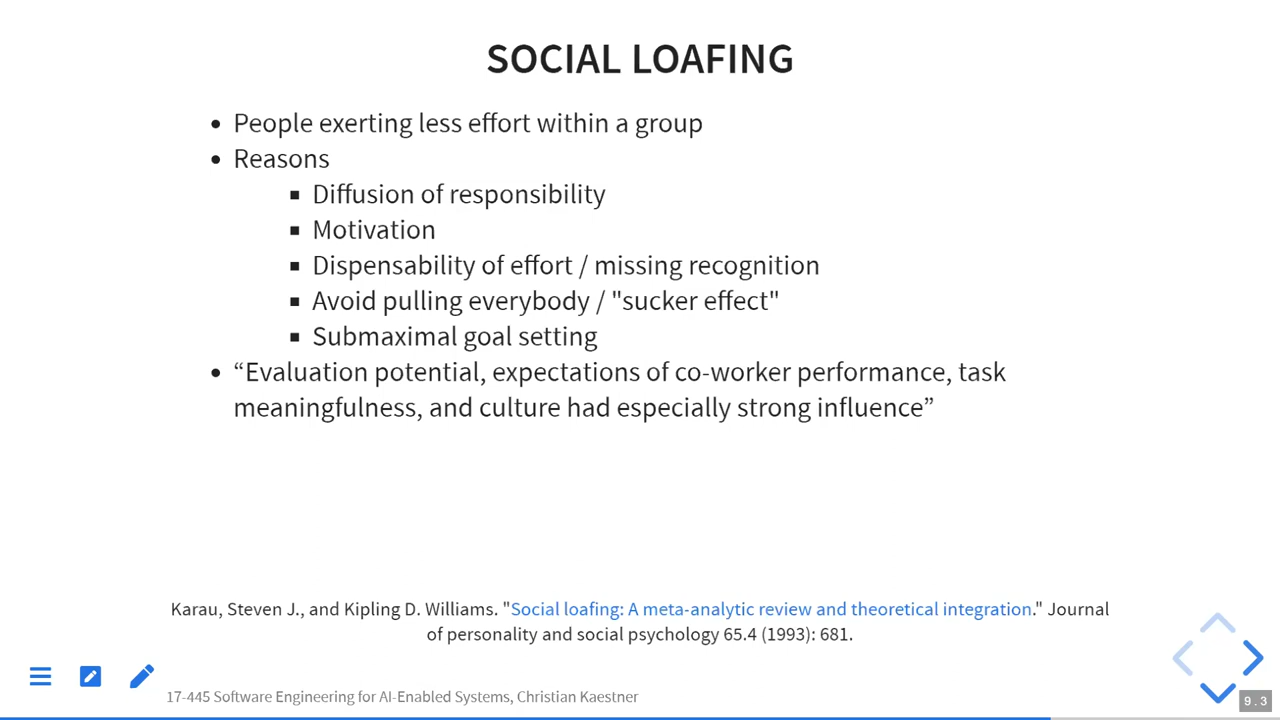 SOCIAL LOAFING
People exerting less effort within a group
Reasons
Diffusion of responsibility
Motivation
Dispensability of effort / missing recognition
Avoid pulling everybody / "sucker effect"
Submaximal goal setting
“Evaluation potential, expectations of co-worker performance, task
meaningfulness, and culture had especially strong influence”
Karau, Steven J., and Kipling D. Williams. "Social loafing: A meta-analytic review and theoretical integration." Journal
of personality and social psychology 65.4 (1993): 681.
17-445 Software Engineering for AI-Enabled Systems, Christian Kaestner
9.3